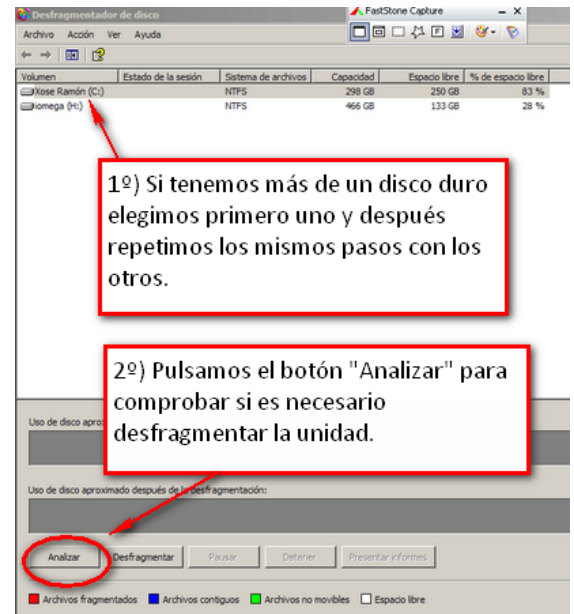 Desfragmentador de disco
FastStone Capture
Archivo Acción Ver Ayuda
Volumen Estado de la sesión Sistema de archivos Capacidad Espacio libre % de espacio libre
Xose Ramón (C:) NTFS 298 GB 250 GB 83 %
iomega (H:) NTFS 466 GB 133 GB 28 %
1º) Si tenemos más de un disco duro
elegimos primero uno y después
repetimos los mismos pasos con los
otros.
2º) Pulsamos el botón "Analizar" para
comprobar si es necesario
desfragmentar la unidad.
Uso de disco apro
Uso de disco aproximado después de la desfragmentación:
Analizar Desfragmentar Pausar Detener Presentar informes
Archivos fragmentados Archivos contiguos Archivos no movibles Espacio libre